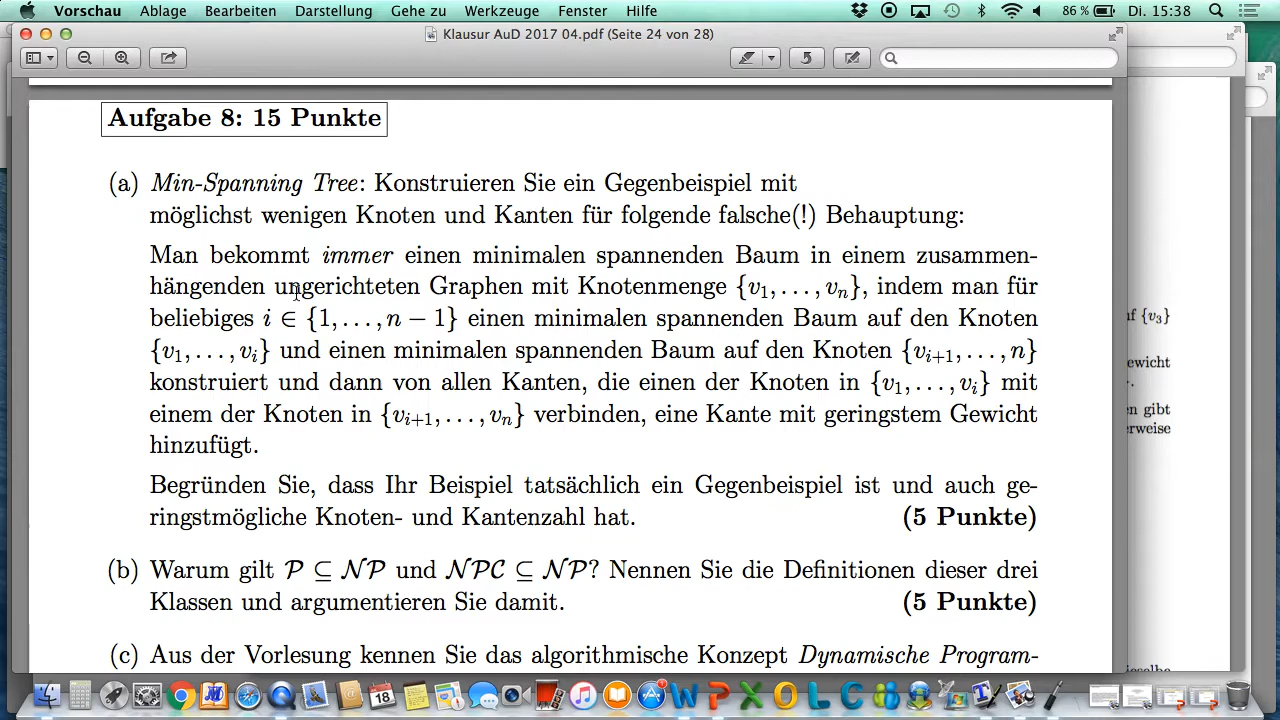 Vorschau Ablage Bearbeiten Darstellung Gehe zu Werkzeuge Fenster Hilfe 86 % Di. 15:38
Klausur AuD 2017 04.pdf (Seite 24 von 28)
Aufgabe 8: 15 Punkte
(a) Min-Spanning Tree: Konstruieren Sie ein Gegenbeispiel mit
möglichst wenigen Knoten und Kanten für folgende falsche(!) Behauptung:
Man bekommt immer einen minimalen spannenden Baum in einem zusammen-
hängenden ungerichteten Graphen mit Knotenmenge {v₁, . . . , vₙ}, indem man für
beliebiges i ∈ {1, . . . , n − 1} einen minimalen spannenden Baum auf den Knoten
{v₁, . . . , vᵢ} und einen minimalen spannenden Baum auf den Knoten {vᵢ₊₁, . . . , n}
konstruiert und dann von allen Kanten, die einen der Knoten in {v₁, . . . , vᵢ} mit
einem der Knoten in {vᵢ₊₁, . . . , vₙ} verbinden, eine Kante mit geringstem Gewicht
hinzufügt.
Begründen Sie, dass Ihr Beispiel tatsächlich ein Gegenbeispiel ist und auch ge-
ringstmögliche Knoten- und Kantenzahl hat. (5 Punkte)
(b) Warum gilt 𝒫 ⊆ 𝒩𝒫 und 𝒩𝒫𝒞 ⊆ 𝒩𝒫? Nennen Sie die Definitionen dieser drei
Klassen und argumentieren Sie damit. (5 Punkte)
(c) Aus der Vorlesung kennen Sie das algorithmische Konzept Dynamische Program-
uf {v₃}
ewicht
en gibt
erweise
18